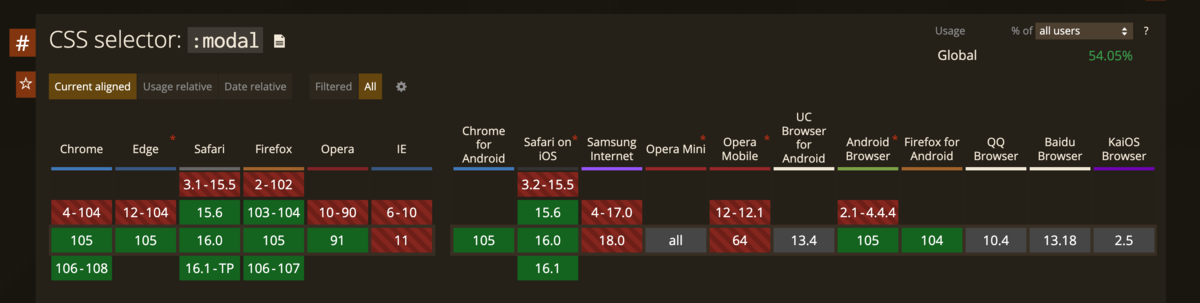 # CSS selector: :modal
Usage % of all users ?
Global 54.05%
Current aligned Usage relative Date relative Filtered All
Chrome Edge * Safari Firefox Opera IE Chrome for Android Safari on iOS * Samsung Internet Opera Mini * Opera Mobile * UC Browser for Android Android Browser * Firefox for Android QQ Browser Baidu Browser KaiOS Browser
3.1-15.5 2-102 3.2-15.5
4-104 12-104 15.6 103-104 10-90 6-10 15.6 4-17.0 12-12.1 2.1-4.4.4
105 105 16.0 105 91 11 105 16.0 18.0 all 64 13.4 105 104 10.4 13.18 2.5
106-108 16.1-TP 106-107 16.1